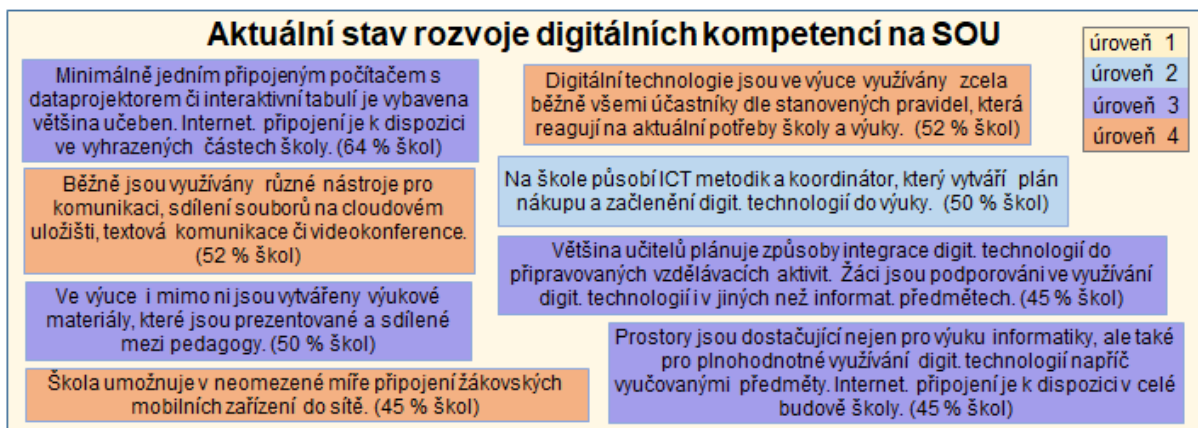 Aktuální stav rozvoje digitálních kompetencí na SOU
úroveň 1
úroveň 2
úroveň 3
úroveň 4
Minimálně jedním připojeným počítačem s
dataprojektorem či interaktivní tabulí je vybavena
většina učeben. Internet. připojení je k dispozici
ve vyhrazených částech školy. (64 % škol)
Digitální technologie jsou ve výuce využívány zcela
běžně všemi účastníky dle stanovených pravidel, která
reagují na aktuální potřeby školy a výuky. (52 % škol)
Běžně jsou využívány různé nástroje pro
komunikaci, sdílení souborů na cloudovém
uložišti, textová komunikace či videokonference.
(52 % škol)
Na škole působí ICT metodik a koordinátor, který vytváří plán
nákupu a začlenění digit. technologií do výuky. (50 % škol)
Většina učitelů plánuje způsoby integrace digit. technologií do
připravovaných vzdělávacích aktivit. Žáci jsou podporováni ve využívání
digit. technologií i v jiných než informat. předmětech. (45 % škol)
Ve výuce i mimo ni jsou vytvářeny výukové
materiály, které jsou prezentované a sdílené
mezi pedagogy. (50 % škol)
Prostory jsou dostačující nejen pro výuku informatiky, ale také
pro plnohodnotné využívání digit. technologií napříč
vyučovanými předměty. Internet. připojení je k dispozici v celé
budově školy. (45 % škol)
Škola umožnuje v neomezené míře připojení žákovských
mobilních zařízení do sítě. (45 % škol)